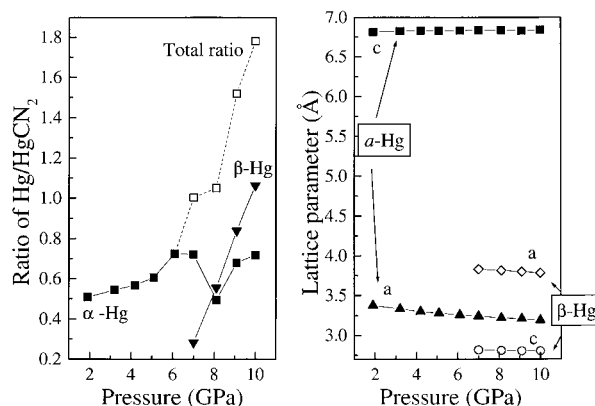 1.8
1.6
1.4
1.2
1.0
0.8
0.6
0.4
0.2
2 4 6 8 10
Ratio of Hg/HgCN2
Pressure (GPa)
Total ratio
β-Hg
α -Hg
7.0
6.5
6.0
5.5
5.0
4.5
4.0
3.5
3.0
2 4 6 8 10
Lattice parameter (Å)
Pressure (GPa)
c
a-Hg
a
a
β-Hg
c